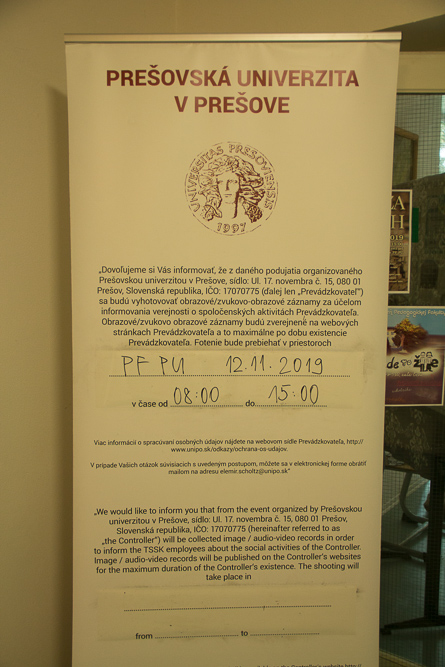 PREŠOVSKÁ UNIVERZITA
V PREŠOVE
UNIVERSITAS PREŠOVIENSIS
1997
„Dovoľujeme si Vás informovať, že z daného podujatia organizovaného
Prešovskou univerzitou v Prešove, sídlo: Ul. 17. novembra č. 15, 080 01
Prešov, Slovenská republika, IČO: 17070775 (ďalej len „Prevádzkovateľ")
sa budú vyhotovovať obrazové/zvukovo-obrazové záznamy za účelom
informovania verejnosti o spoločenských aktivitách Prevádzkovateľa.
Obrazové/zvukovo obrazové záznamy budú zverejnené na webových
stránkach Prevádzkovateľa a to maximálne po dobu existencie
Prevádzkovateľa. Fotenie bude prebiehať v priestoroch
PF PU 12.11.2019
v čase od 08:00 do 15:00
Viac informácii o spracúvaní osobných údajov nájdete na webovom sídle Prevádzkovateľa, http://
www.unipo.sk/odkazy/ochrana-os-udajov.
V prípade Vašich otázok súvisiacich s uvedeným postupom, môžete sa v elektronickej forme obrátiť
mailom na adresu elemir.scholtz@unipo.sk"
„We would like to inform you that from the event organized by Prešovskou
univerzitou v Prešove, sídlo: Ul. 17. novembra č. 15, 080 01 Prešov,
Slovenská republika, IČO: 17070775 (hereinafter referred to as
„the Controller") will be collected image / audio-video records in order
to inform the TSSK employees about the social activities of the Controller.
Image / audio-video records will be published on the Controller's websites
for the maximum duration of the Controller's existence. The shooting will
take place in
from to